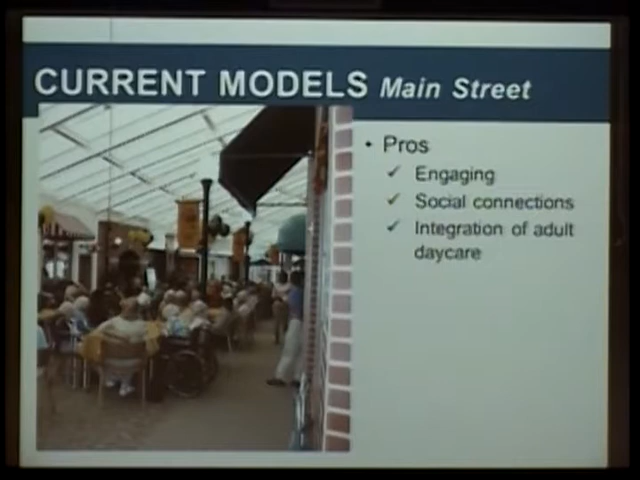 CURRENT MODELS Main Street
• Pros
✓ Engaging
✓ Social connections
✓ Integration of adult
daycare